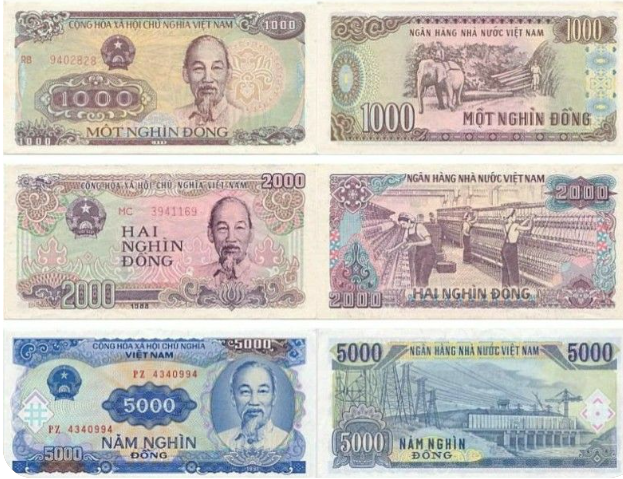 CỘNG HÒA XÃ HỘI CHỦ NGHĨA VIỆT NAM
1000
RB 9402828
1000
MỘT NGHÌN ĐỒNG
1000
NGÂN HÀNG NHÀ NƯỚC VIỆT NAM
1000
1000
MỘT NGHÌN ĐỒNG
CỘNG HÒA XÃ HỘI CHỦ NGHĨA VIỆT NAM
2000
MC 3941169
HAI
NGHÌN
ĐỒNG
2000
1988
NGÂN HÀNG NHÀ NƯỚC VIỆT NAM
2000
2000
HAI NGHÌN ĐỒNG
CỘNG HÒA XÃ HỘI CHỦ NGHĨA
VIỆT NAM
5000
PZ 4340994
5000
PZ 4340994
NĂM NGHÌN
ĐỒNG
5000
5000
NGÂN HÀNG NHÀ NƯỚC VIỆT NAM
5000
5000
NĂM NGHÌN
ĐỒNG